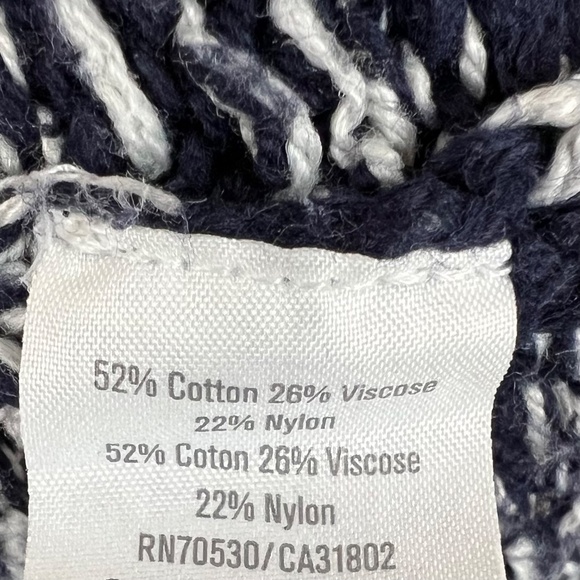 52% Cotton 26% Viscose
22% Nylon
52% Coton 26% Viscose
22% Nylon
RN70530/CA31802